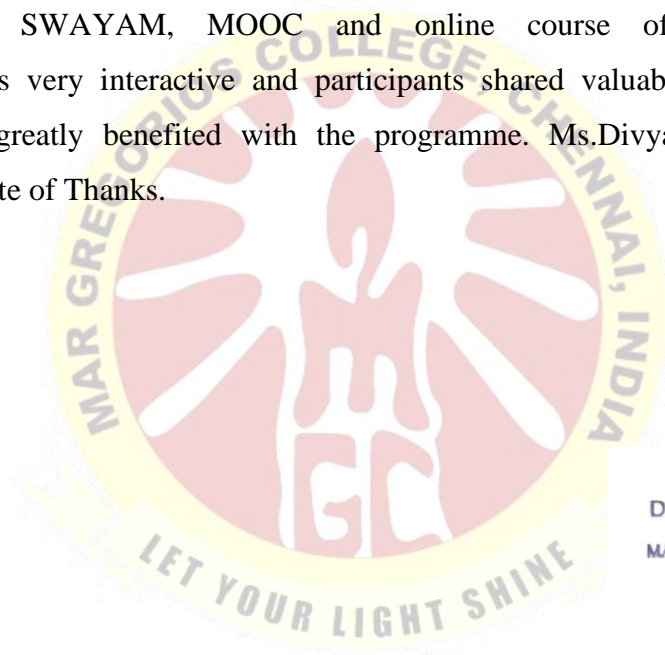 SWAYAM, MOOC and online course of
s very interactive and participants shared valuab
greatly benefited with the programme. Ms.Divya
te of Thanks.
MAR GREGORIOS COLLEGE, CHENNAI, INDIA
MGC
LET YOUR LIGHT SHINE
D
MA